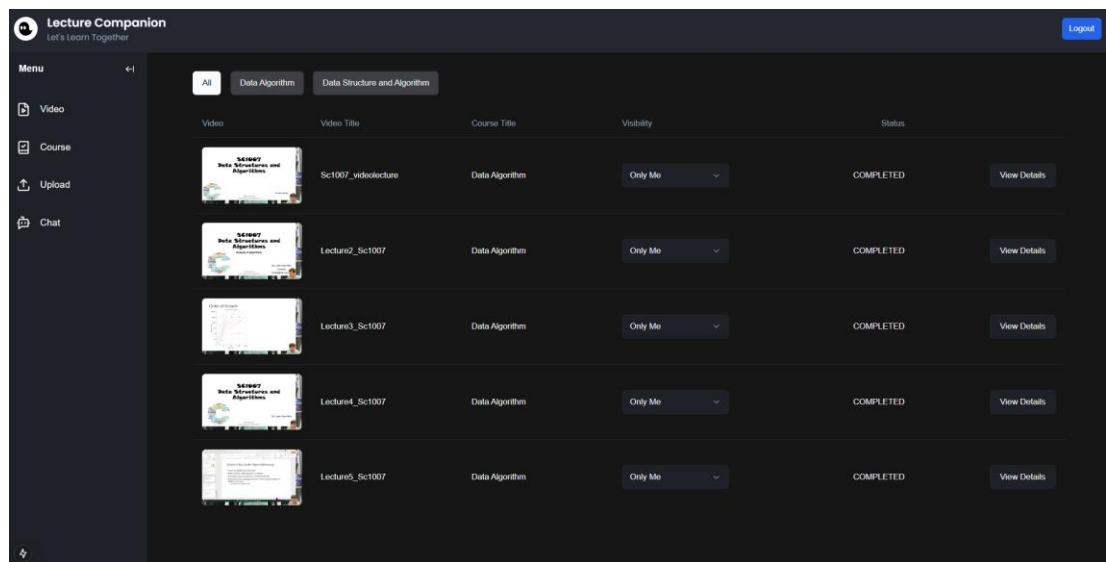 Lecture Companion
Let's Learn Together
Logout
Menu
Video
Course
Upload
Chat
All
Data Algorithm
Data Structure and Algorithm
Video
Video Title
Course Title
Visibility
Status
SC1007
Data Structures and
Algorithms
Sc1007_videolecture
Data Algorithm
Only Me
COMPLETED
View Details
SC1007
Data Structures and
Algorithms
Lecture2_Sc1007
Data Algorithm
Only Me
COMPLETED
View Details
Order of Growth
Lecture3_Sc1007
Data Algorithm
Only Me
COMPLETED
View Details
SC1007
Data Structures and
Algorithms
Lecture4_Sc1007
Data Algorithm
Only Me
COMPLETED
View Details
Lecture5_Sc1007
Data Algorithm
Only Me
COMPLETED
View Details